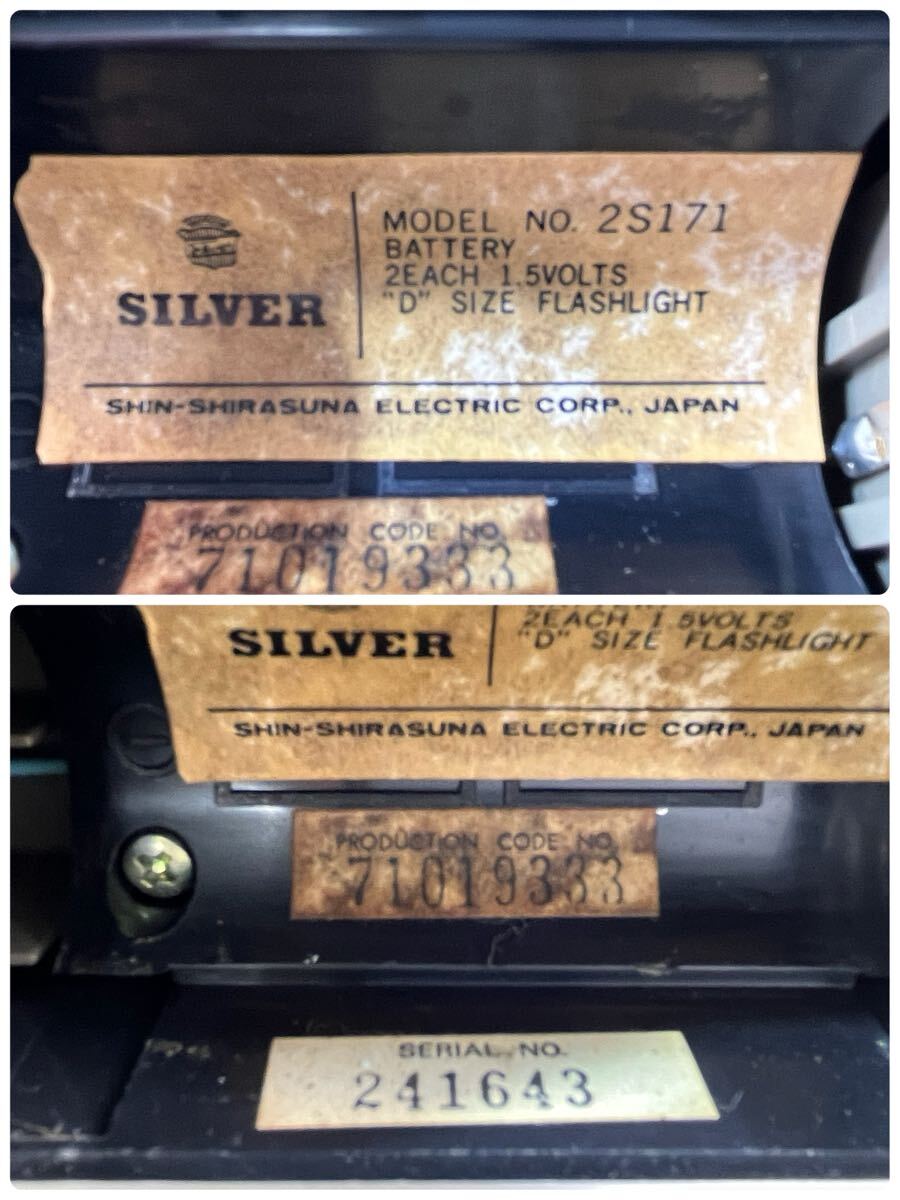 SILVER
MODEL NO. 2S171
BATTERY
2EACH 1.5VOLTS
"D" SIZE FLASHLIGHT
SHIN-SHIRASUNA ELECTRIC CORP., JAPAN
PRODUCTION CODE NO.
71019333
2EACH 1.5VOLTS
"D" SIZE FLASHLIGHT
SILVER
SHIN-SHIRASUNA ELECTRIC CORP., JAPAN
PRODUCTION CODE NO.
71019333
SERIAL NO.
241643